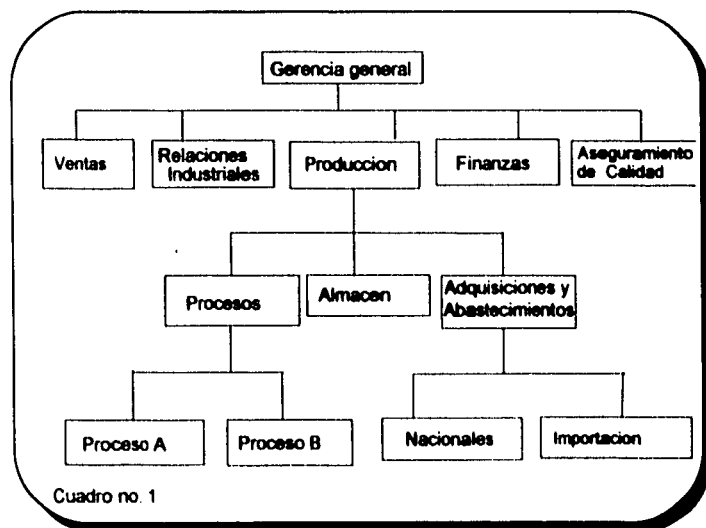 Gerencia general
Ventas
Relaciones
Industriales
Produccion
Finanzas
Aseguramiento
de Calidad
Procesos
Almacen
Adquisiciones y
Abastecimientos
Proceso A
Proceso B
Nacionales
Importacion
Cuadro no. 1